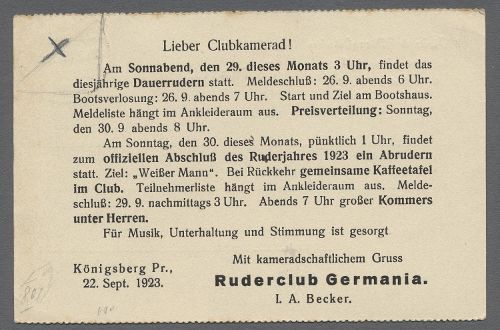 Lieber Clubkamerad!
Am Sonnabend, den 29. dieses Monats 3 Uhr, findet das
diesjährige Dauerrudern statt. Meldeschluß: 26. 9. abends 6 Uhr.
Bootsverlosung: 26. 9. abends 7 Uhr. Start und Ziel am Bootshaus.
Meldeliste hängt im Ankleideraum aus. Preisverteilung: Sonntag,
den 30. 9 abends 8 Uhr.
Am Sonntag, den 30. dieses Monats, pünktlich 1 Uhr, findet
zum offiziellen Abschluß des Ruderjahres 1923 ein Abrudern
statt. Ziel: „Weißer Mann". Bei Rückkehr gemeinsame Kaffeetafel
im Club. Teilnehmerliste hängt im Ankleideraum aus. Melde-
schluß: 29. 9. nachmittags 3 Uhr. Abends 7 Uhr großer Kommers
unter Herren.
Für Musik, Unterhaltung und Stimmung ist gesorgt
Mit kameradschaftlichem Gruss
Königsberg Pr.,
Ruderclub Germania.
22. Sept. 1923.
I. A. Becker.